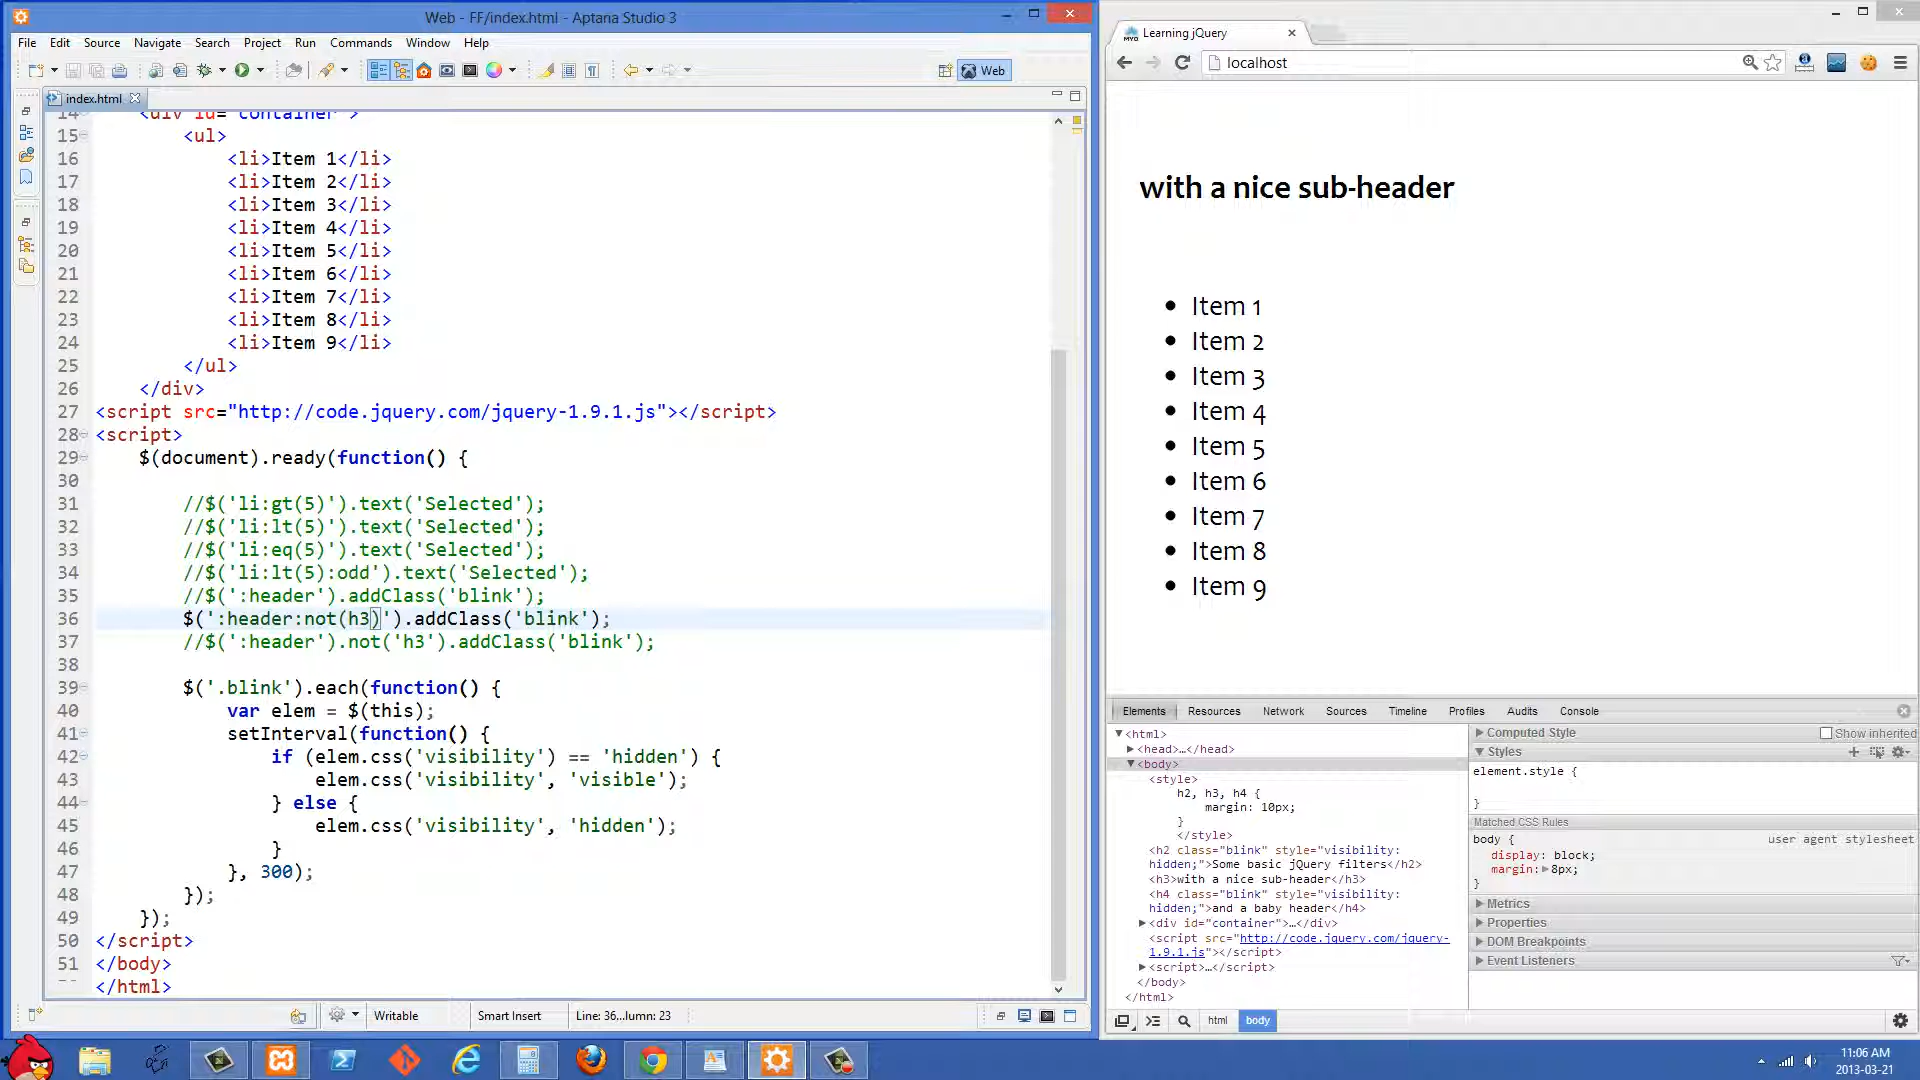 Web - FF/index.html - Aptana Studio 3
File Edit Source Navigate Search Project Run Commands Window Help
Web
index.html
14 <div id="container">
15 <ul>
16 <li>Item 1</li>
17 <li>Item 2</li>
18 <li>Item 3</li>
19 <li>Item 4</li>
20 <li>Item 5</li>
21 <li>Item 6</li>
22 <li>Item 7</li>
23 <li>Item 8</li>
24 <li>Item 9</li>
25 </ul>
26 </div>
27 <script src="http://code.jquery.com/jquery-1.9.1.js"></script>
28 <script>
29 $(document).ready(function() {
30
31 //$('li:gt(5)').text('Selected');
32 //$('li:lt(5)').text('Selected');
33 //$('li:eq(5)').text('Selected');
34 //$('li:lt(5):odd').text('Selected');
35 //$(':header').addClass('blink');
36 $(':header:not(h3)').addClass('blink');
37 //$(':header').not('h3').addClass('blink');
38
39 $('.blink').each(function() {
40 var elem = $(this);
41 setInterval(function() {
42 if (elem.css('visibility') == 'hidden') {
43 elem.css('visibility', 'visible');
44 } else {
45 elem.css('visibility', 'hidden');
46 }
47 }, 300);
48 });
49 });
50 </script>
51 </body>
</html>
Writable Smart Insert Line: 36...lumn: 23
Learning jQuery
localhost
with a nice sub-header
Item 1
Item 2
Item 3
Item 4
Item 5
Item 6
Item 7
Item 8
Item 9
Elements Resources Network Sources Timeline Profiles Audits Console
<html>
<head>…</head>
<body>
<style>
h2, h3, h4 {
margin: 10px;
}
</style>
<h2 class="blink" style="visibility:
hidden;">Some basic jQuery filters</h2>
<h3>with a nice sub-header</h3>
<h4 class="blink" style="visibility:
hidden;">and a baby header</h4>
<div id="container">…</div>
<script src="http://code.jquery.com/jquery-
1.9.1.js"></script>
<script>…</script>
</body>
</html>
Computed Style Show inherited
Styles
element.style {
}
Matched CSS Rules
body { user agent stylesheet
display: block;
margin: 8px;
}
Metrics
Properties
DOM Breakpoints
Event Listeners
html body
11:06 AM
2013-03-21